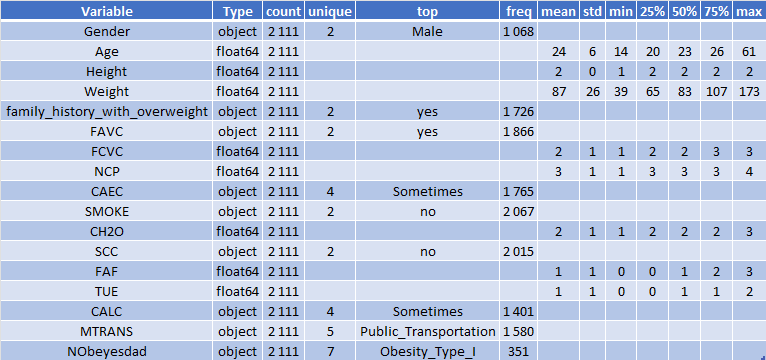 Variable Type count unique top freq mean std min 25% 50% 75% max
Gender object 2 111 2 Male 1 068
Age float64 2 111 24 6 14 20 23 26 61
Height float64 2 111 2 0 1 2 2 2 2
Weight float64 2 111 87 26 39 65 83 107 173
family_history_with_overweight object 2 111 2 yes 1 726
FAVC object 2 111 2 yes 1 866
FCVC float64 2 111 2 1 1 2 2 3 3
NCP float64 2 111 3 1 1 3 3 3 4
CAEC object 2 111 4 Sometimes 1 765
SMOKE object 2 111 2 no 2 067
CH2O float64 2 111 2 1 1 2 2 2 3
SCC object 2 111 2 no 2 015
FAF float64 2 111 1 1 0 0 1 2 3
TUE float64 2 111 1 1 0 0 1 1 2
CALC object 2 111 4 Sometimes 1 401
MTRANS object 2 111 5 Public_Transportation 1 580
NObeyesdad object 2 111 7 Obesity_Type_I 351